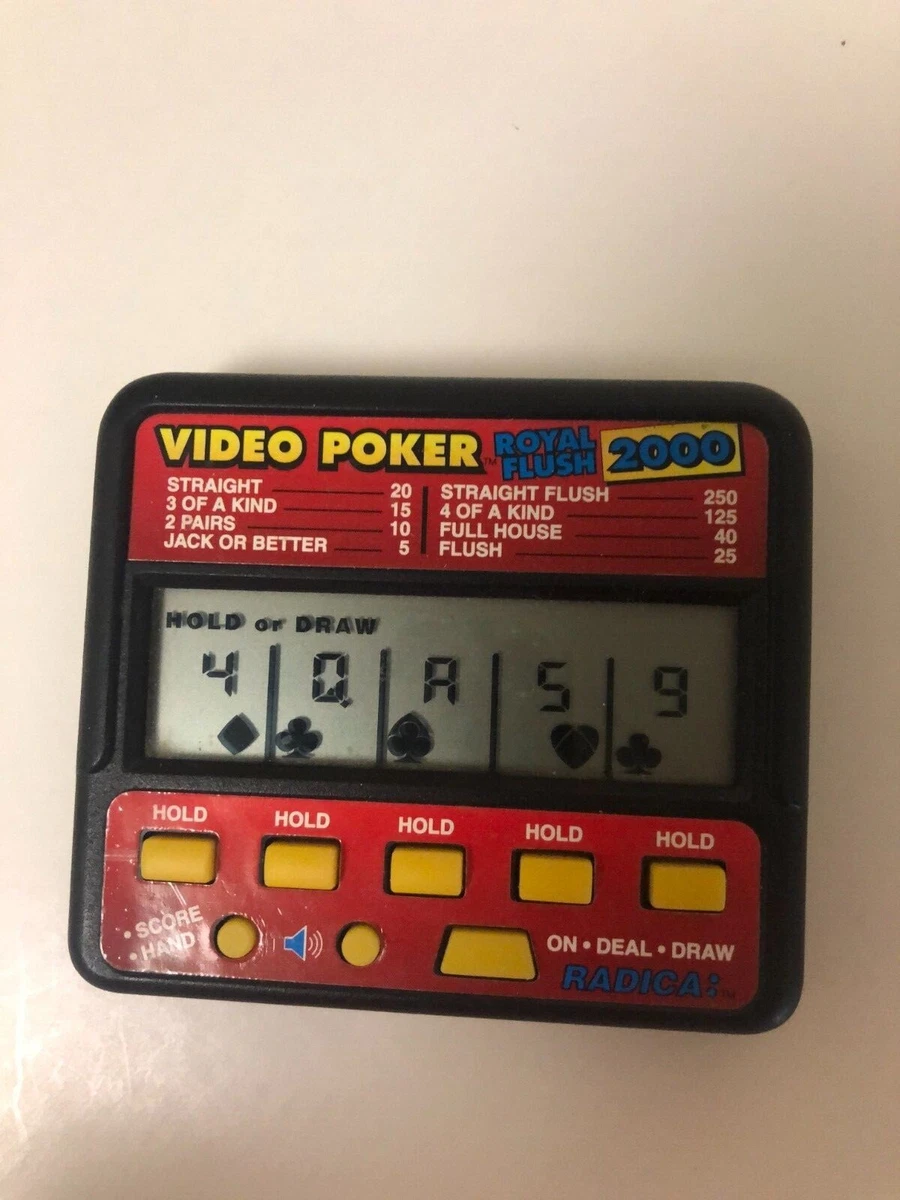 VIDEO POKER™ ROYAL FLUSH 2000
STRAIGHT 20
3 OF A KIND 15
2 PAIRS 10
JACK OR BETTER 5
STRAIGHT FLUSH 250
4 OF A KIND 125
FULL HOUSE 40
FLUSH 25
HOLD or DRAW
4 Q A 5 9
HOLD HOLD HOLD HOLD HOLD
• SCORE
• HAND
ON • DEAL • DRAW
RADICA:™